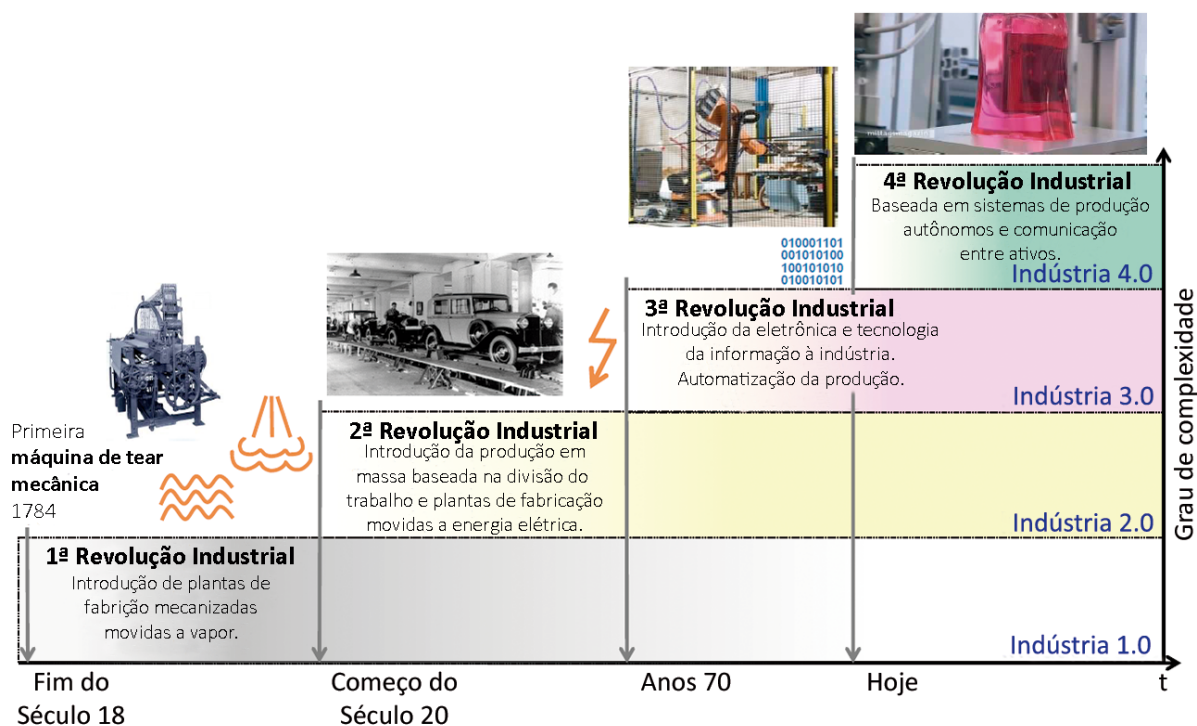 4ª Revolução Industrial
Baseada em sistemas de produção
autônomos e comunicação
entre ativos.
Indústria 4.0
010001101
001010100
100101010
010010101
3ª Revolução Industrial
Introdução da eletrônica e tecnologia
da informação à indústria.
Automatização da produção.
Indústria 3.0
Primeira
máquina de tear
mecânica
1784
2ª Revolução Industrial
Introdução da produção em
massa baseada na divisão do
trabalho e plantas de fabricação
movidas a energia elétrica.
Indústria 2.0
1ª Revolução Industrial
Introdução de plantas de
fabrição mecanizadas
movidas a vapor.
Indústria 1.0
Grau de complexidade
Fim do
Século 18
Começo do
Século 20
Anos 70
Hoje
t